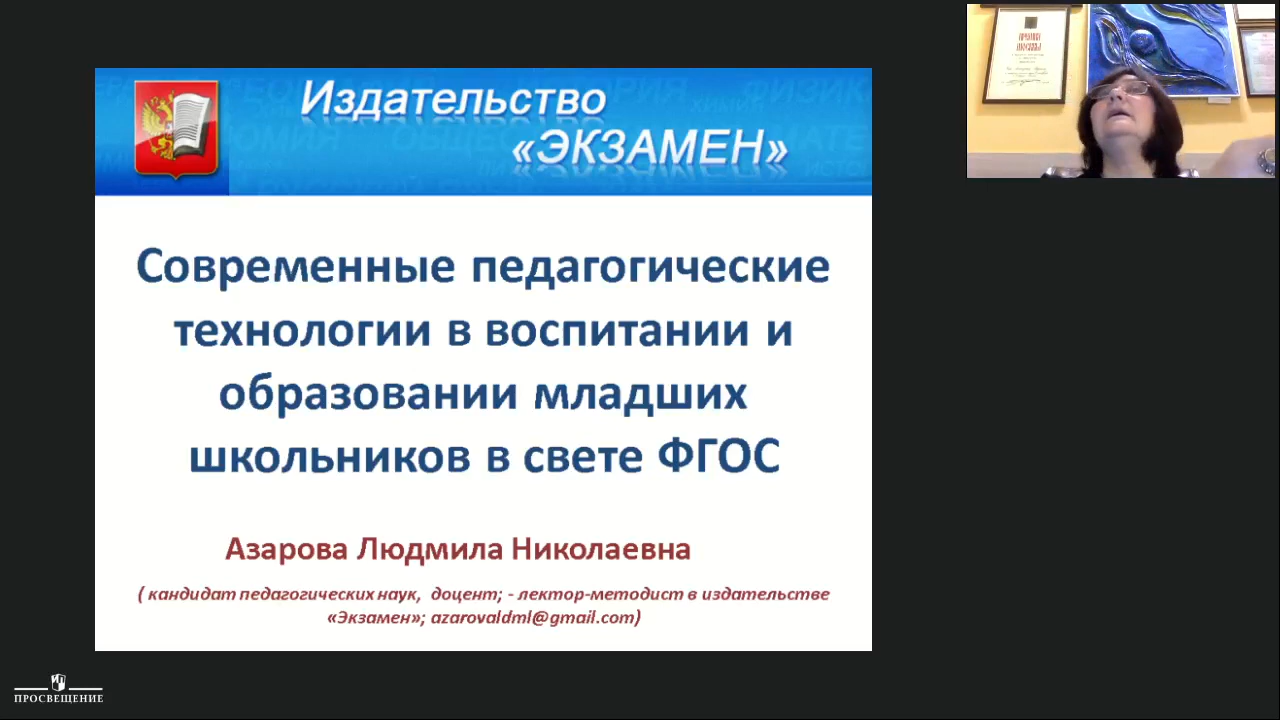 Издательство
«ЭКЗАМЕН»
Современные педагогические
технологии в воспитании и
образовании младших
школьников в свете ФГОС
Азарова Людмила Николаевна
( кандидат педагогических наук, доцент; - лектор-методист в издательстве
«Экзамен»; azarovaldml@gmail.com)
ПРОСВЕЩЕНИЕ